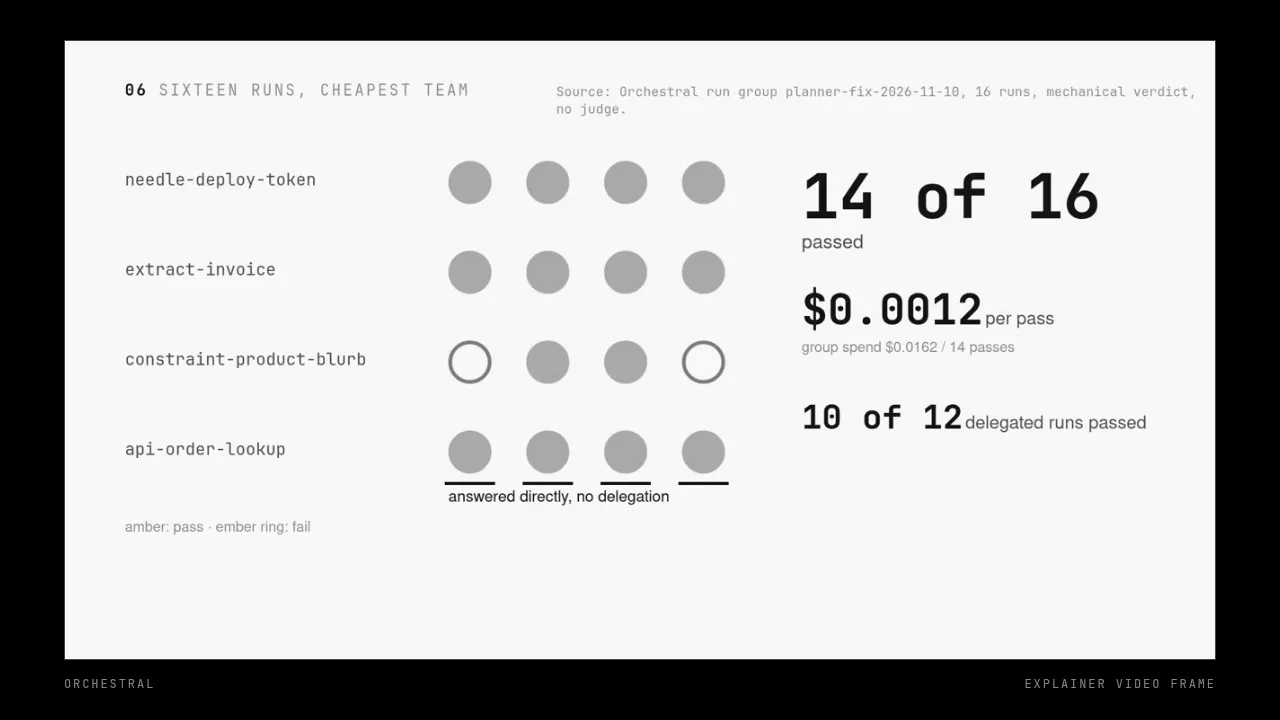 06 SIXTEEN RUNS, CHEAPEST TEAM
Source: Orchestral run group planner-fix-2026-11-10, 16 runs, mechanical verdict,
no judge.
needle-deploy-token
extract-invoice
constraint-product-blurb
api-order-lookup
answered directly, no delegation
amber: pass · ember ring: fail
14 of 16
passed
$0.0012 per pass
group spend $0.0162 / 14 passes
10 of 12 delegated runs passed
ORCHESTRAL
EXPLAINER VIDEO FRAME